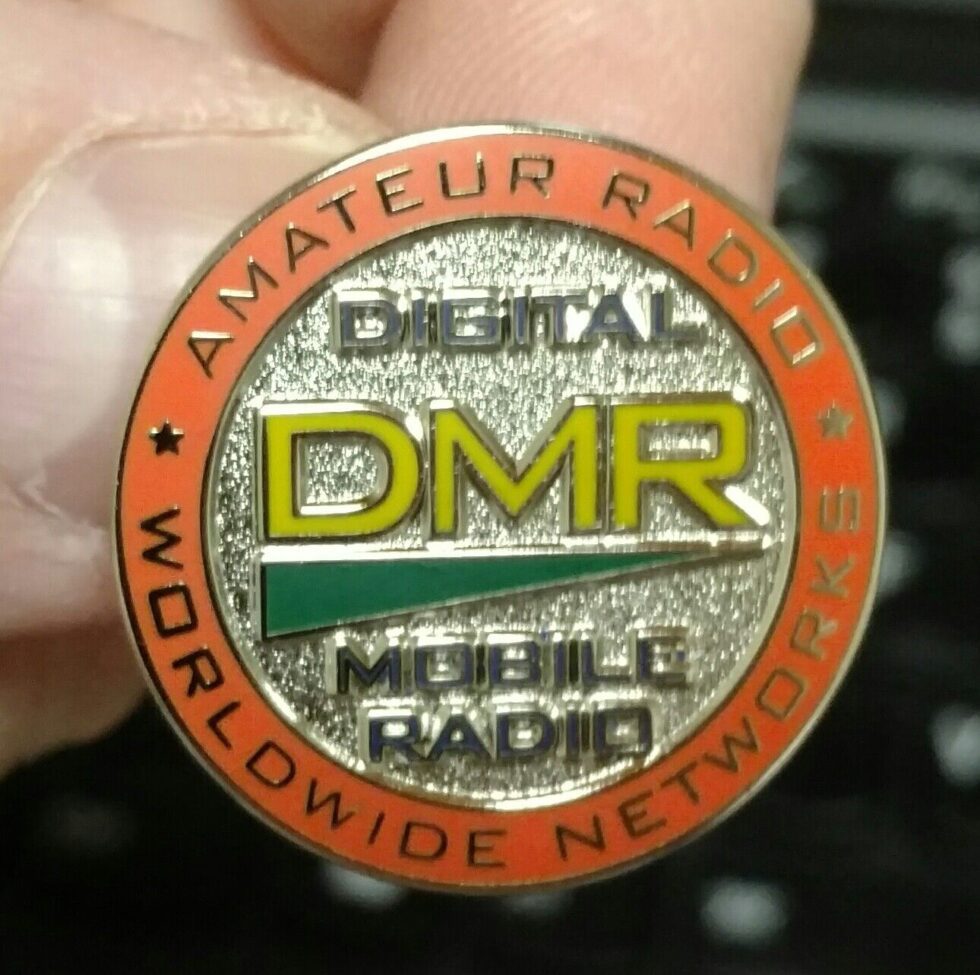 AMATEUR RADIO
DIGITAL
DMR
MOBILE
RADIO
WORLDWIDE NETWORKS